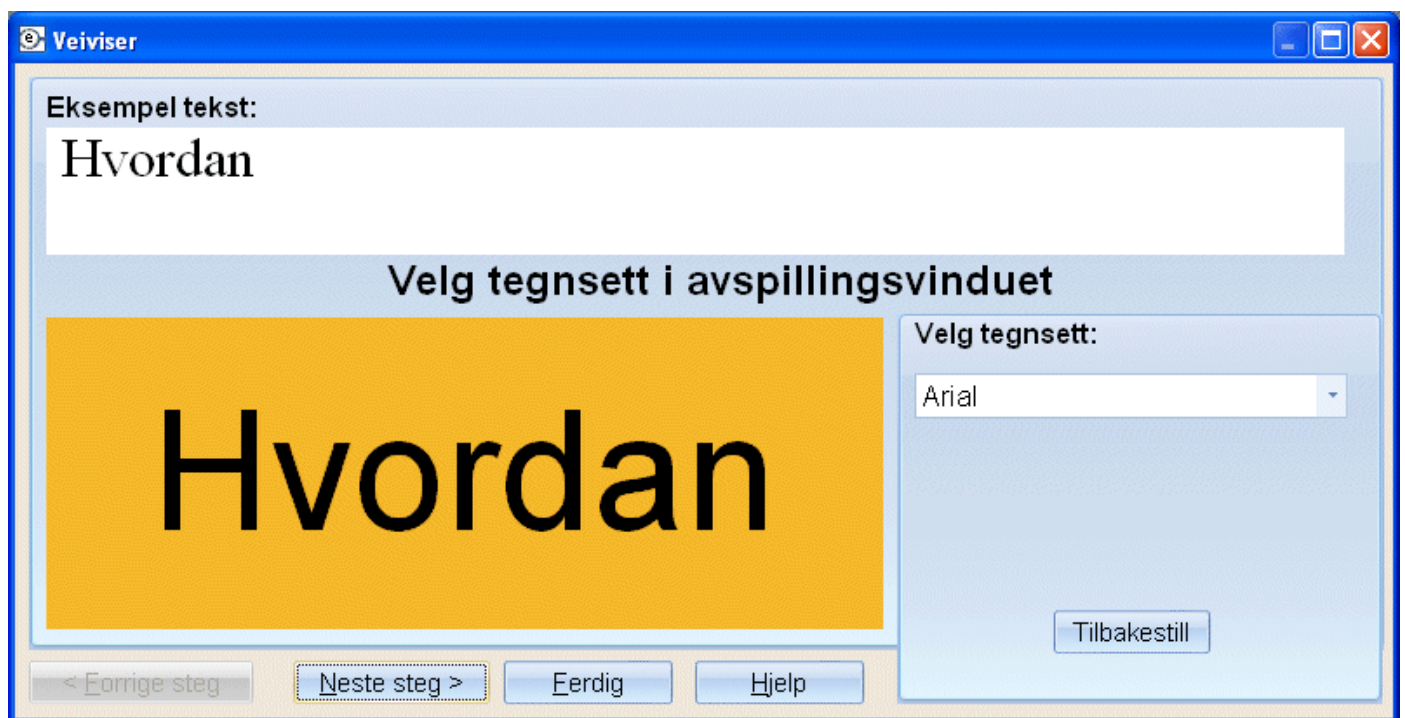 Veiviser
Eksempel tekst:
Hvordan
Velg tegnsett i avspillingsvinduet
Hvordan
Velg tegnsett:
Arial
Tilbakestill
< Forrige steg Neste steg > Ferdig Hjelp